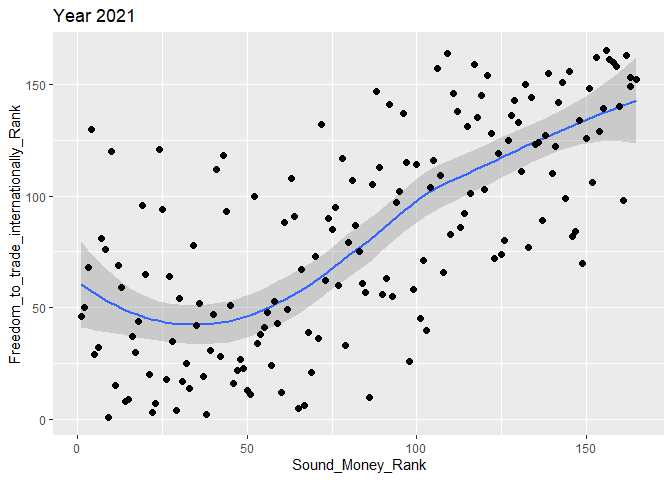 Year 2021
Freedom_to_trade_internationally_Rank
150
100
50
0
0 50 100 150
Sound_Money_Rank